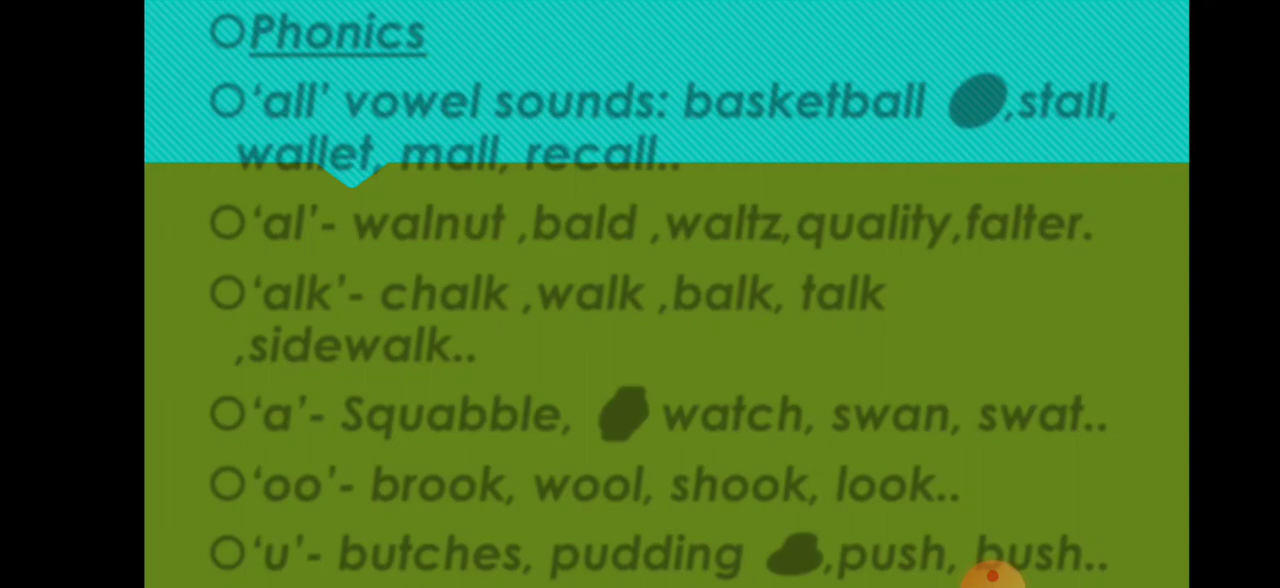 Phonics
‘all’ vowel sounds: basketball ,stall,
wallet, mall, recall..
‘al’- walnut ,bald ,waltz,quality,falter.
‘alk’- chalk ,walk ,balk, talk
,sidewalk..
‘a’- Squabble, watch, swan, swat..
‘oo’- brook, wool, shook, look..
‘u’- butches, pudding ,push, bush..